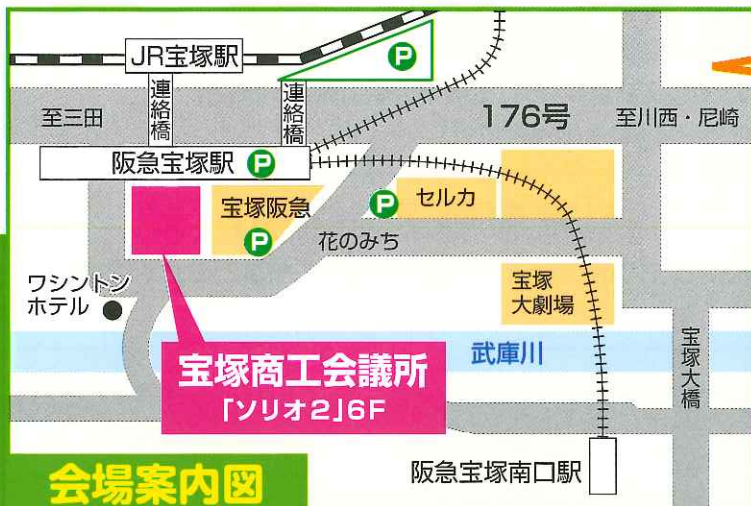 JR宝塚駅
P
連絡橋
連絡橋
至三田
176号
至川西・尼崎
阪急宝塚駅
P
宝塚阪急
P
P
セルカ
花のみち
ワシントン
ホテル
宝塚
大劇場
武庫川
宝塚大橋
宝塚商工会議所
「ソリオ2」6F
阪急宝塚南口駅
会場案内図